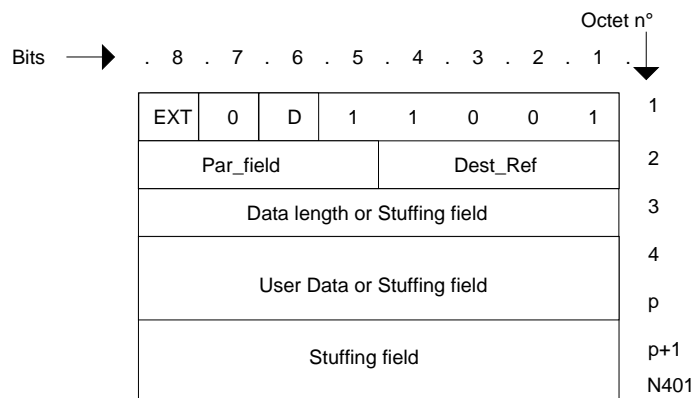 Octet n°
Bits . 8 . 7 . 6 . 5 . 4 . 3 . 2 . 1 .
EXT 0 D 1 1 0 0 1 1
Par_field Dest_Ref 2
Data length or Stuffing field 3
4
User Data or Stuffing field
p
p+1
Stuffing field
N401